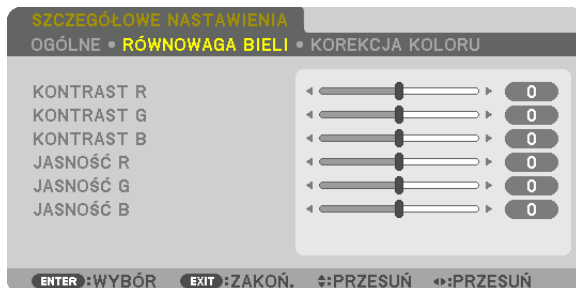 SZCZEGÓŁOWE NASTAWIENIA
OGÓLNE • RÓWNOWAGA BIELI • KOREKCJA KOLORU
KONTRAST R 0
KONTRAST G 0
KONTRAST B 0
JASNOŚĆ R 0
JASNOŚĆ G 0
JASNOŚĆ B 0
ENTER :WYBÓR EXIT :ZAKOŃ. :PRZESUŃ :PRZESUŃ